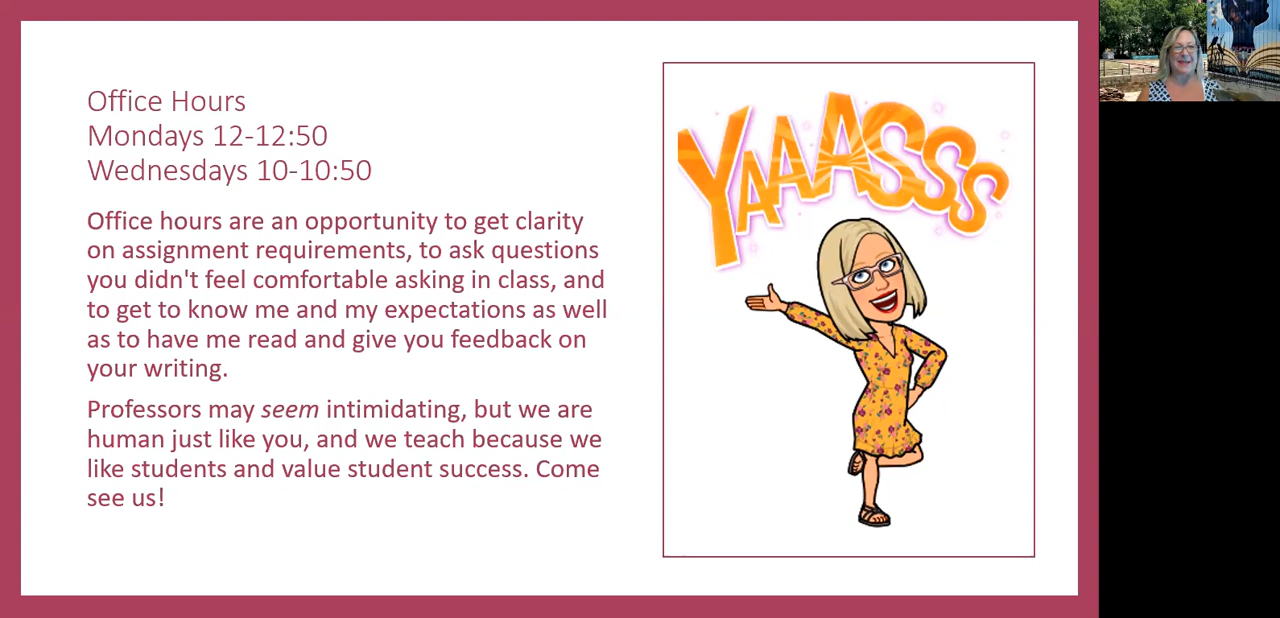 Office Hours
Mondays 12-12:50
Wednesdays 10-10:50
Office hours are an opportunity to get clarity
on assignment requirements, to ask questions
you didn't feel comfortable asking in class, and
to get to know me and my expectations as well
as to have me read and give you feedback on
your writing.
Professors may seem intimidating, but we are
human just like you, and we teach because we
like students and value student success. Come
see us!
YAAASSS